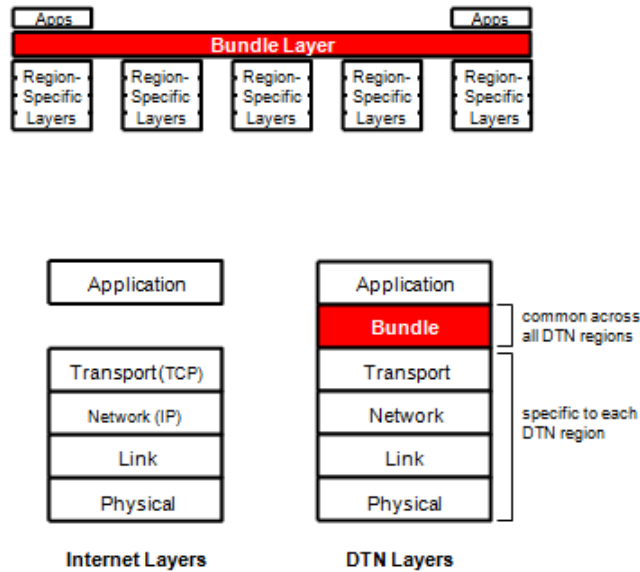 Apps Apps
Bundle Layer
Region- Region- Region- Region- Region-
Specific Specific Specific Specific Specific
Layers Layers Layers Layers Layers
Application Application
Bundle
common across
all DTN regions
Transport(TCP) Transport
Network (IP) Network
specific to each
DTN region
Link Link
Physical Physical
Internet Layers DTN Layers